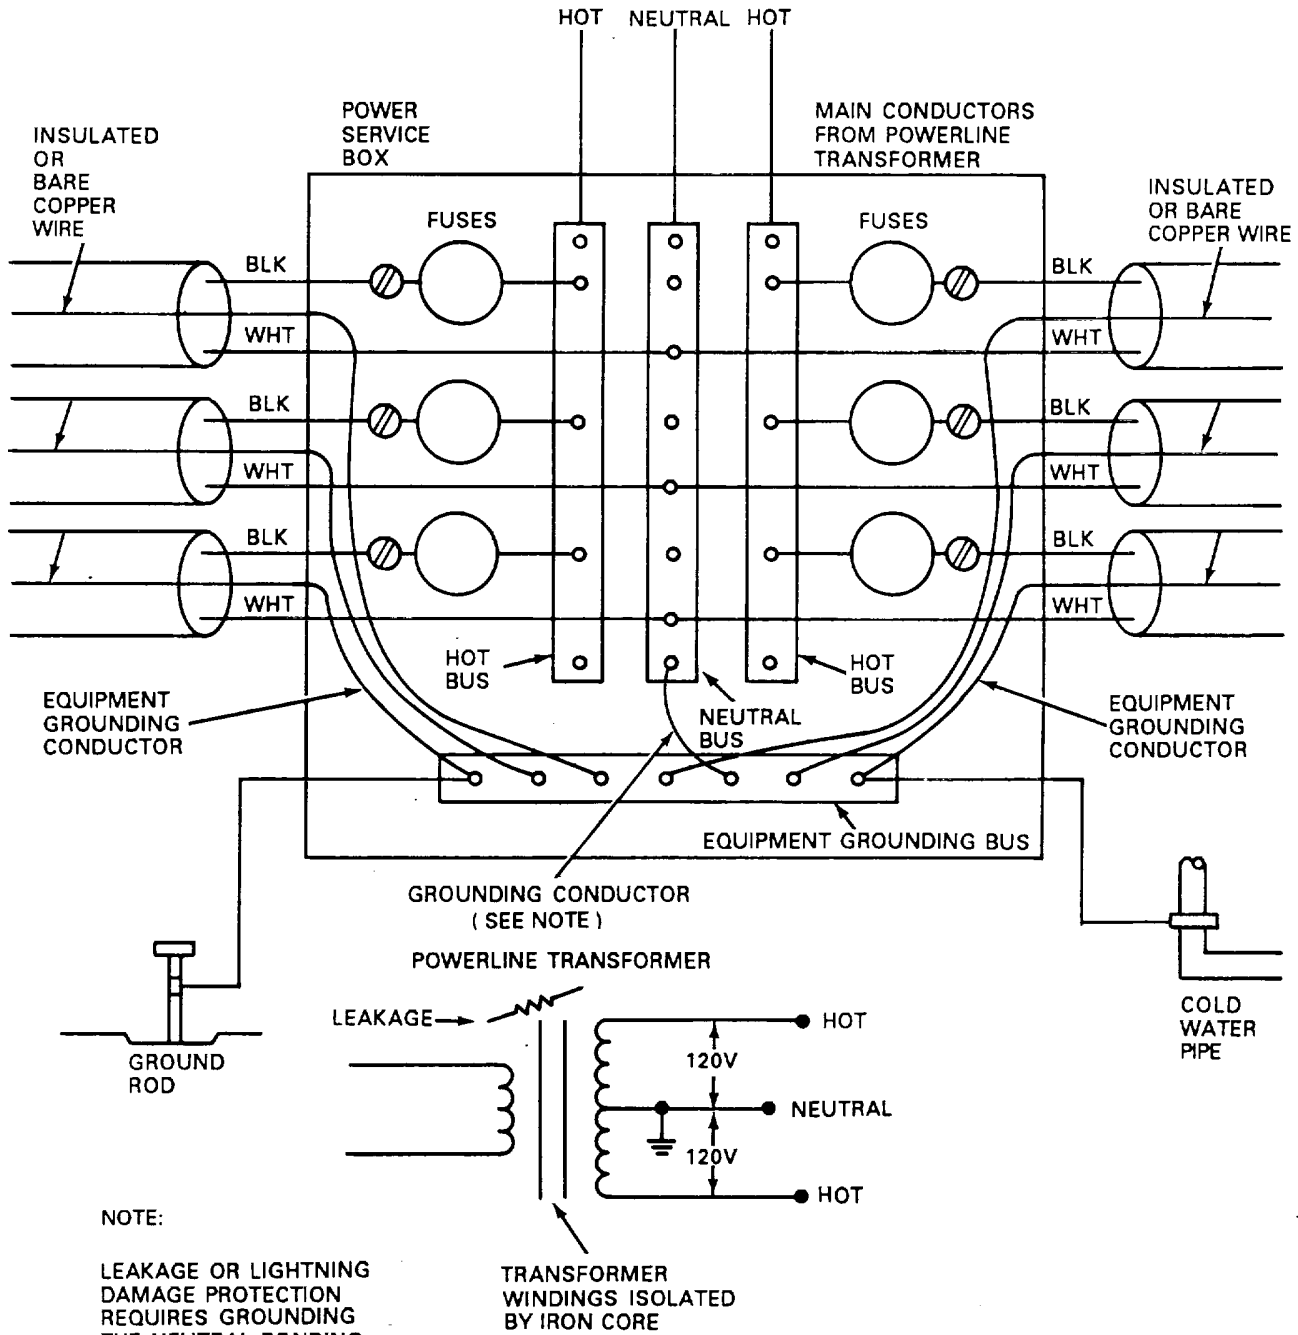 HOT NEUTRAL HOT
POWER
SERVICE
BOX
MAIN CONDUCTORS
FROM POWERLINE
TRANSFORMER
INSULATED
OR
BARE
COPPER
WIRE
INSULATED
OR BARE
COPPER WIRE
FUSES
FUSES
BLK
BLK
WHT
WHT
BLK
BLK
WHT
WHT
BLK
BLK
WHT
WHT
HOT
BUS
HOT
BUS
NEUTRAL
BUS
EQUIPMENT
GROUNDING
CONDUCTOR
EQUIPMENT
GROUNDING
CONDUCTOR
EQUIPMENT GROUNDING BUS
GROUNDING CONDUCTOR
(SEE NOTE)
GROUND
ROD
COLD
WATER
PIPE
POWERLINE TRANSFORMER
LEAKAGE
HOT
120V
NEUTRAL
120V
HOT
TRANSFORMER
WINDINGS ISOLATED
BY IRON CORE
NOTE:
LEAKAGE OR LIGHTNING
DAMAGE PROTECTION
REQUIRES GROUNDING
THE NEUTRAL BONDING